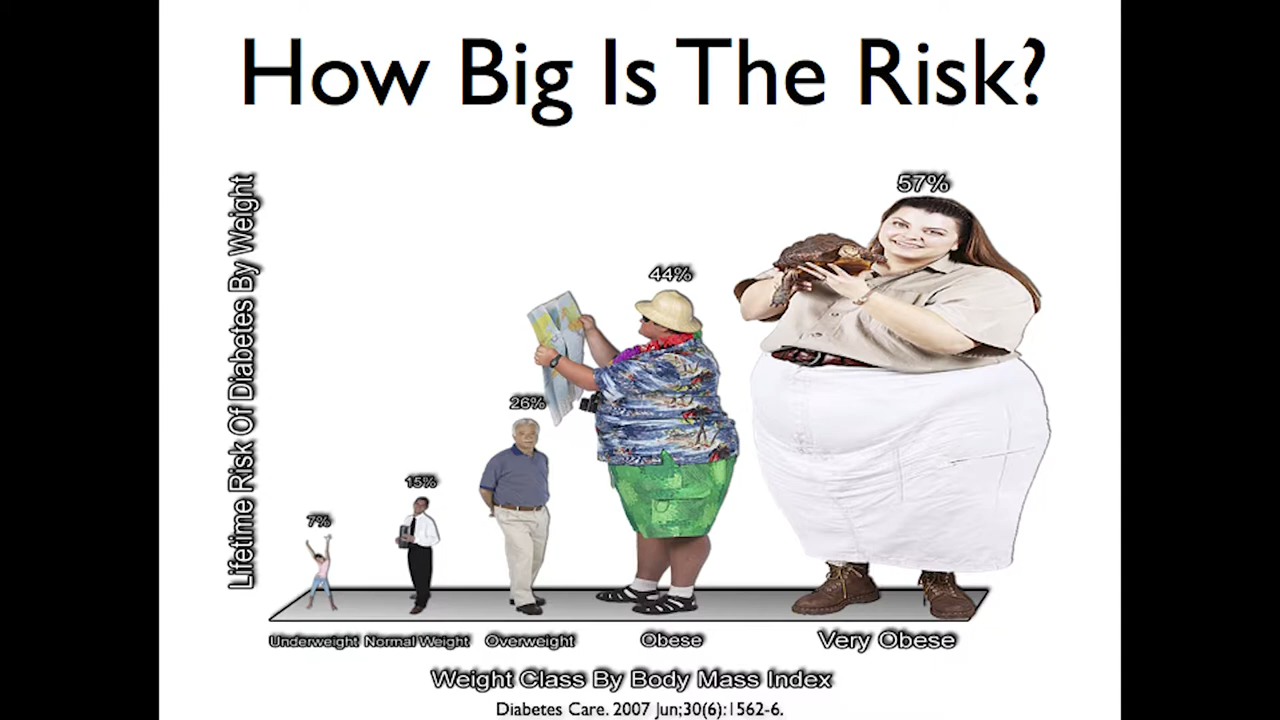 How Big Is The Risk?
Lifetime Risk Of Diabetes By Weight
57%
44%
26%
15%
7%
Underweight Normal Weight Overweight Obese Very Obese
Weight Class By Body Mass Index
Diabetes Care. 2007 Jun;30(6):1562-6.